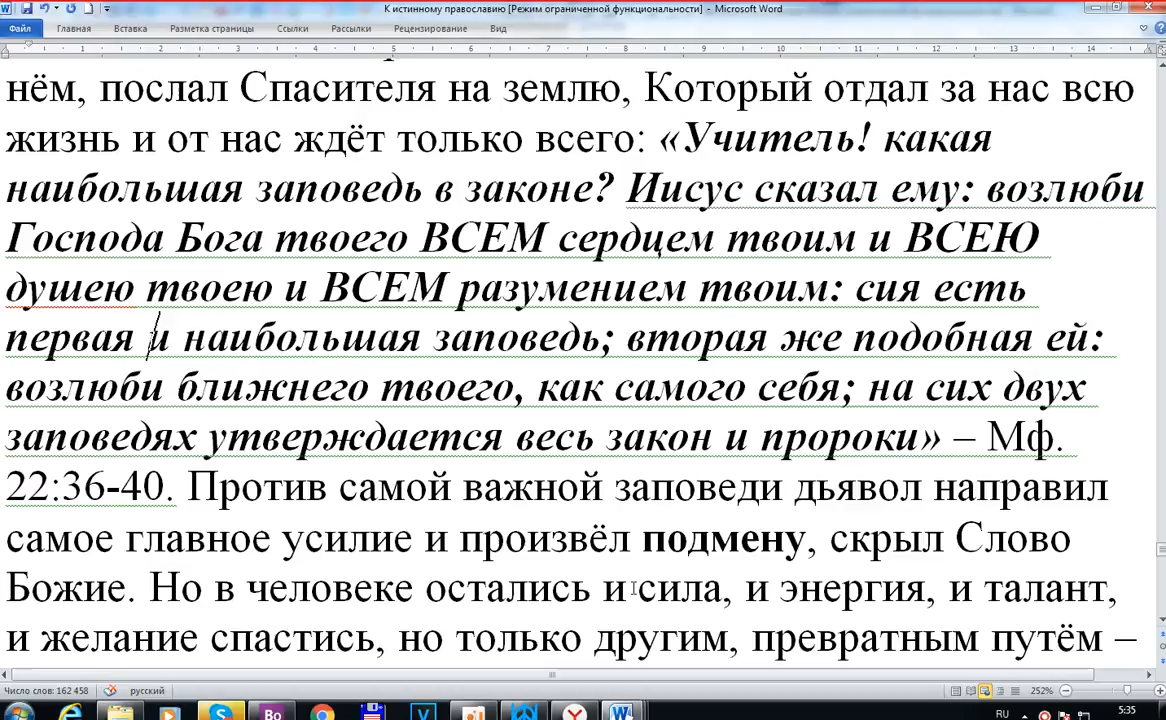 К истинному православию [Режим ограниченной функциональности] - Microsoft Word
Файл Главная Вставка Разметка страницы Ссылки Рассылки Рецензирование Вид
нём, послал Спасителя на землю, Который отдал за нас всю
жизнь и от нас ждёт только всего: «Учитель! какая
наибольшая заповедь в законе? Иисус сказал ему: возлюби
Господа Бога твоего ВСЕМ сердцем твоим и ВСЕЮ
душею твоею и ВСЕМ разумением твоим: сия есть
первая и наибольшая заповедь; вторая же подобная ей:
возлюби ближнего твоего, как самого себя; на сих двух
заповедях утверждается весь закон и пророки» – Мф.
22:36-40. Против самой важной заповеди дьявол направил
самое главное усилие и произвёл подмену, скрыл Слово
Божие. Но в человеке остались и сила, и энергия, и талант,
и желание спастись, но только другим, превратным путём –
Число слов: 162 458 русский 252%
RU 5:35